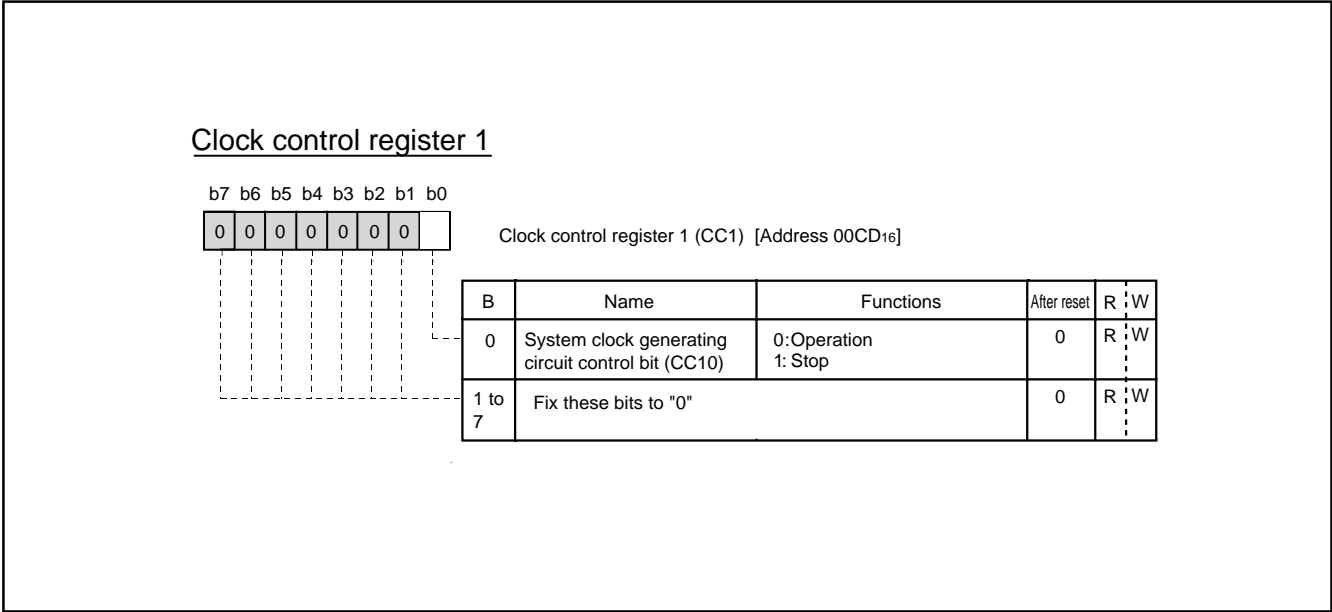 Clock control register 1
b7 b6 b5 b4 b3 b2 b1 b0
0 0 0 0 0 0 0
Clock control register 1 (CC1) [Address 00CD16]
B Name Functions After reset R W
0 System clock generating circuit control bit (CC10) 0:Operation 1: Stop 0 R W
1 to 7 Fix these bits to "0" 0 R W